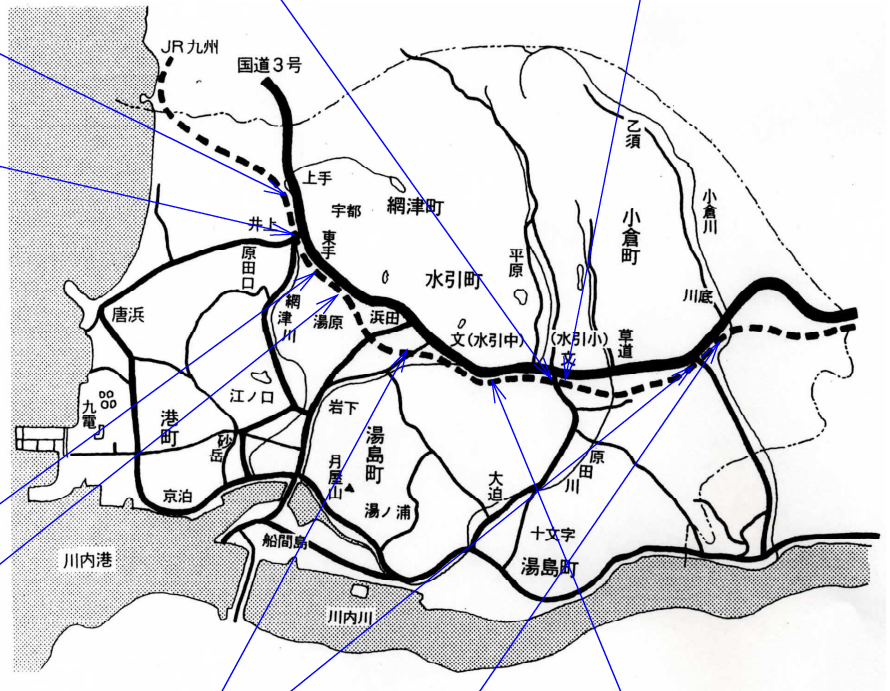 JR九州
国道3号
上手
宇都
網津町
井上
東手
原田口
網津川
湯原
浜田
水引町
平原
乙須
小倉町
小倉川
川底
文(水引中)
(水引小)
文
草道
唐浜
九電
港町
江ノ口
砂岳
京泊
岩下
湯島町
月屋山
湯ノ浦
大迫
原田川
十文字
湯島町
船間島
川内港
川内川